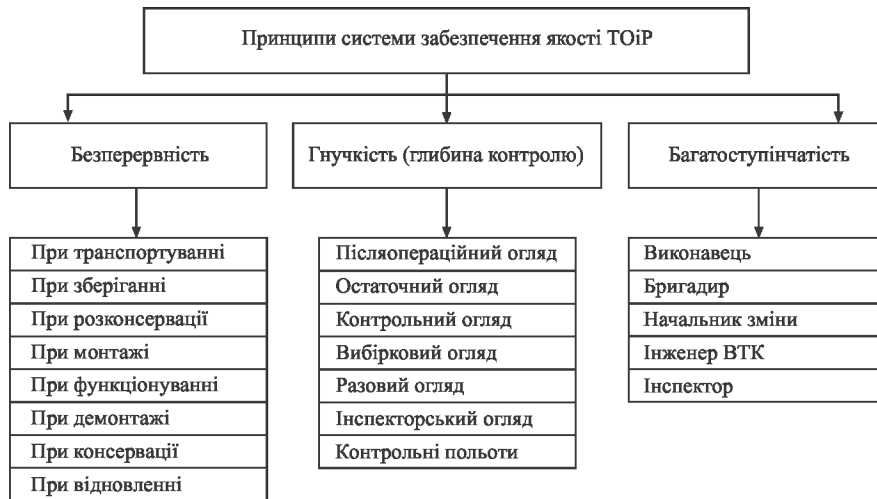 Принципи системи забезпечення якості ТОіР
Безперервність
Гнучкість (глибина контролю)
Багатоступінчатість
При транспортуванні
При зберіганні
При розконсервації
При монтажі
При функціонуванні
При демонтажі
При консервації
При відновленні
Післяопераційний огляд
Остаточний огляд
Контрольний огляд
Вибірковий огляд
Разовий огляд
Інспекторський огляд
Контрольні польоти
Виконавець
Бригадир
Начальник зміни
Інженер ВТК
Інспектор